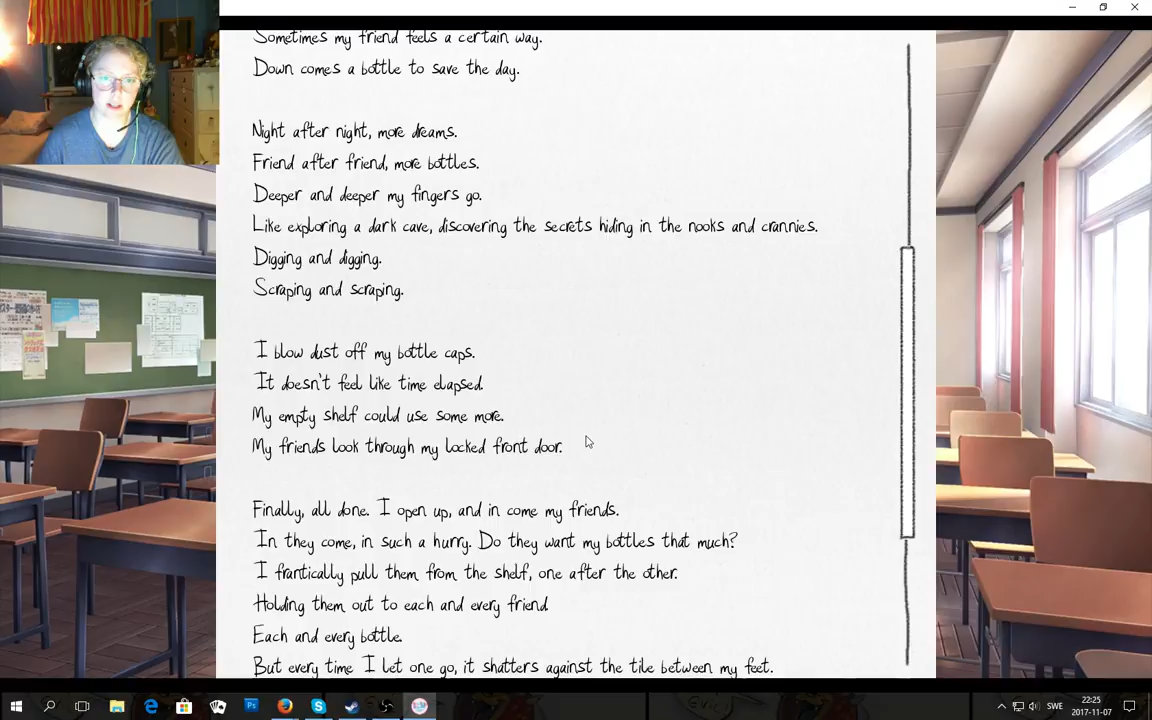 Sometimes my friend feels a certain way.
Down comes a bottle to save the day.
Night after night, more dreams.
Friend after friend, more bottles.
Deeper and deeper my fingers go.
Like exploring a dark cave, discovering the secrets hiding in the nooks and crannies.
Digging and digging.
Scraping and scraping.
I blow dust off my bottle caps.
It doesn't feel like time elapsed.
My empty shelf could use some more.
My friends look through my locked front door.
Finally, all done. I open up, and in come my friends.
In they come, in such a hurry. Do they want my bottles that much?
I frantically pull them from the shelf, one after the other.
Holding them out to each and every friend.
Each and every bottle.
But every time I let one go, it shatters against the tile between my feet.
SWE
22:25
2017-11-07